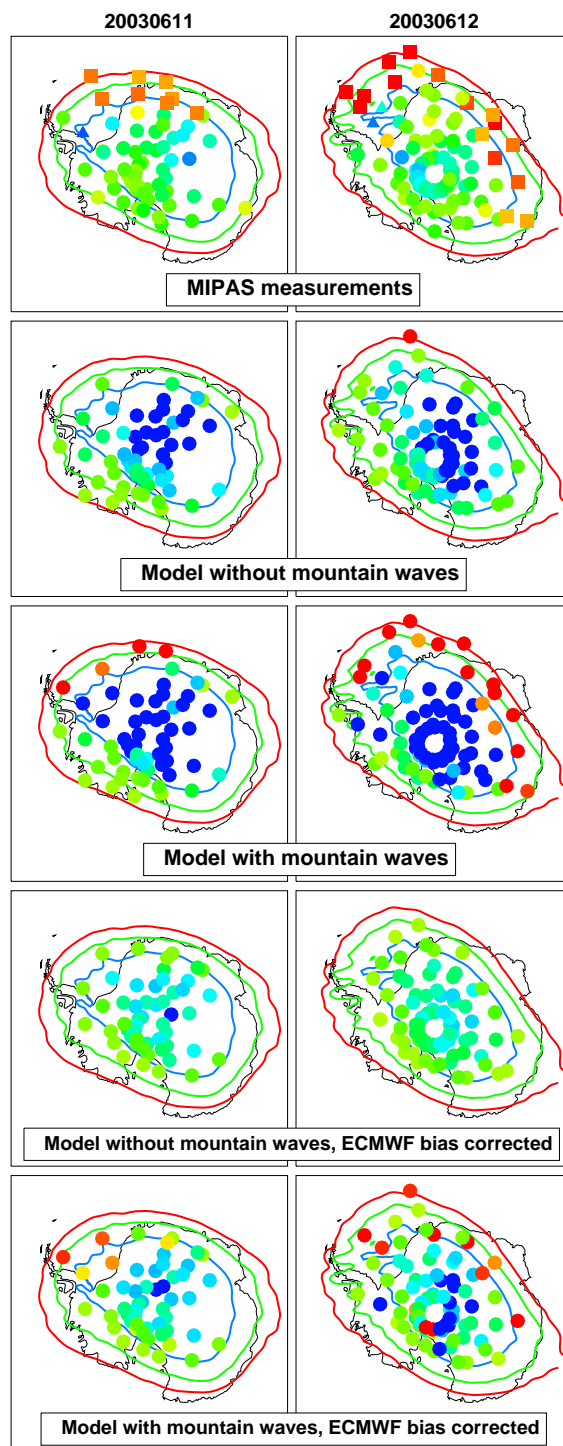 20030611
20030612
MIPAS measurements
Model without mountain waves
Model with mountain waves
Model without mountain waves, ECMWF bias corrected
Model with mountain waves, ECMWF bias corrected